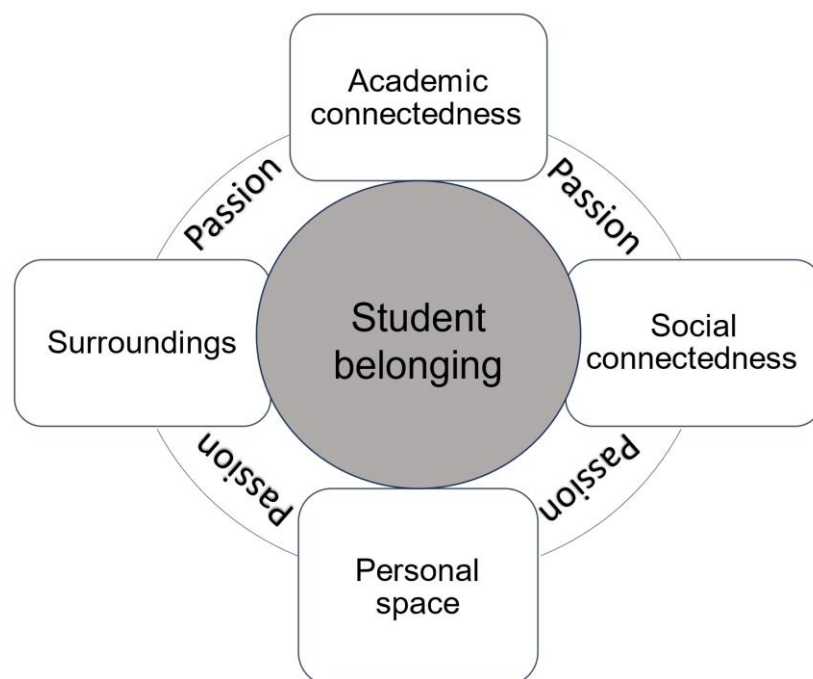 Academic
connectedness
Passion
Passion
Surroundings
Student
belonging
Social
connectedness
Passion
Passion
Personal
space